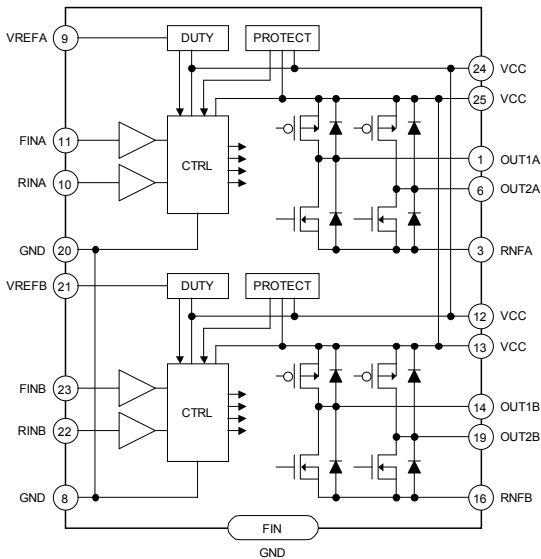 VREFA 9 DUTY PROTECT
24 VCC
25 VCC
FINA 11
CTRL
1 OUT1A
RINA 10
6 OUT2A
GND 20
3 RNFA
VREFB 21 DUTY PROTECT
12 VCC
13 VCC
FINB 23
CTRL
14 OUT1B
RINB 22
19 OUT2B
GND 8
16 RNFB
FIN
GND